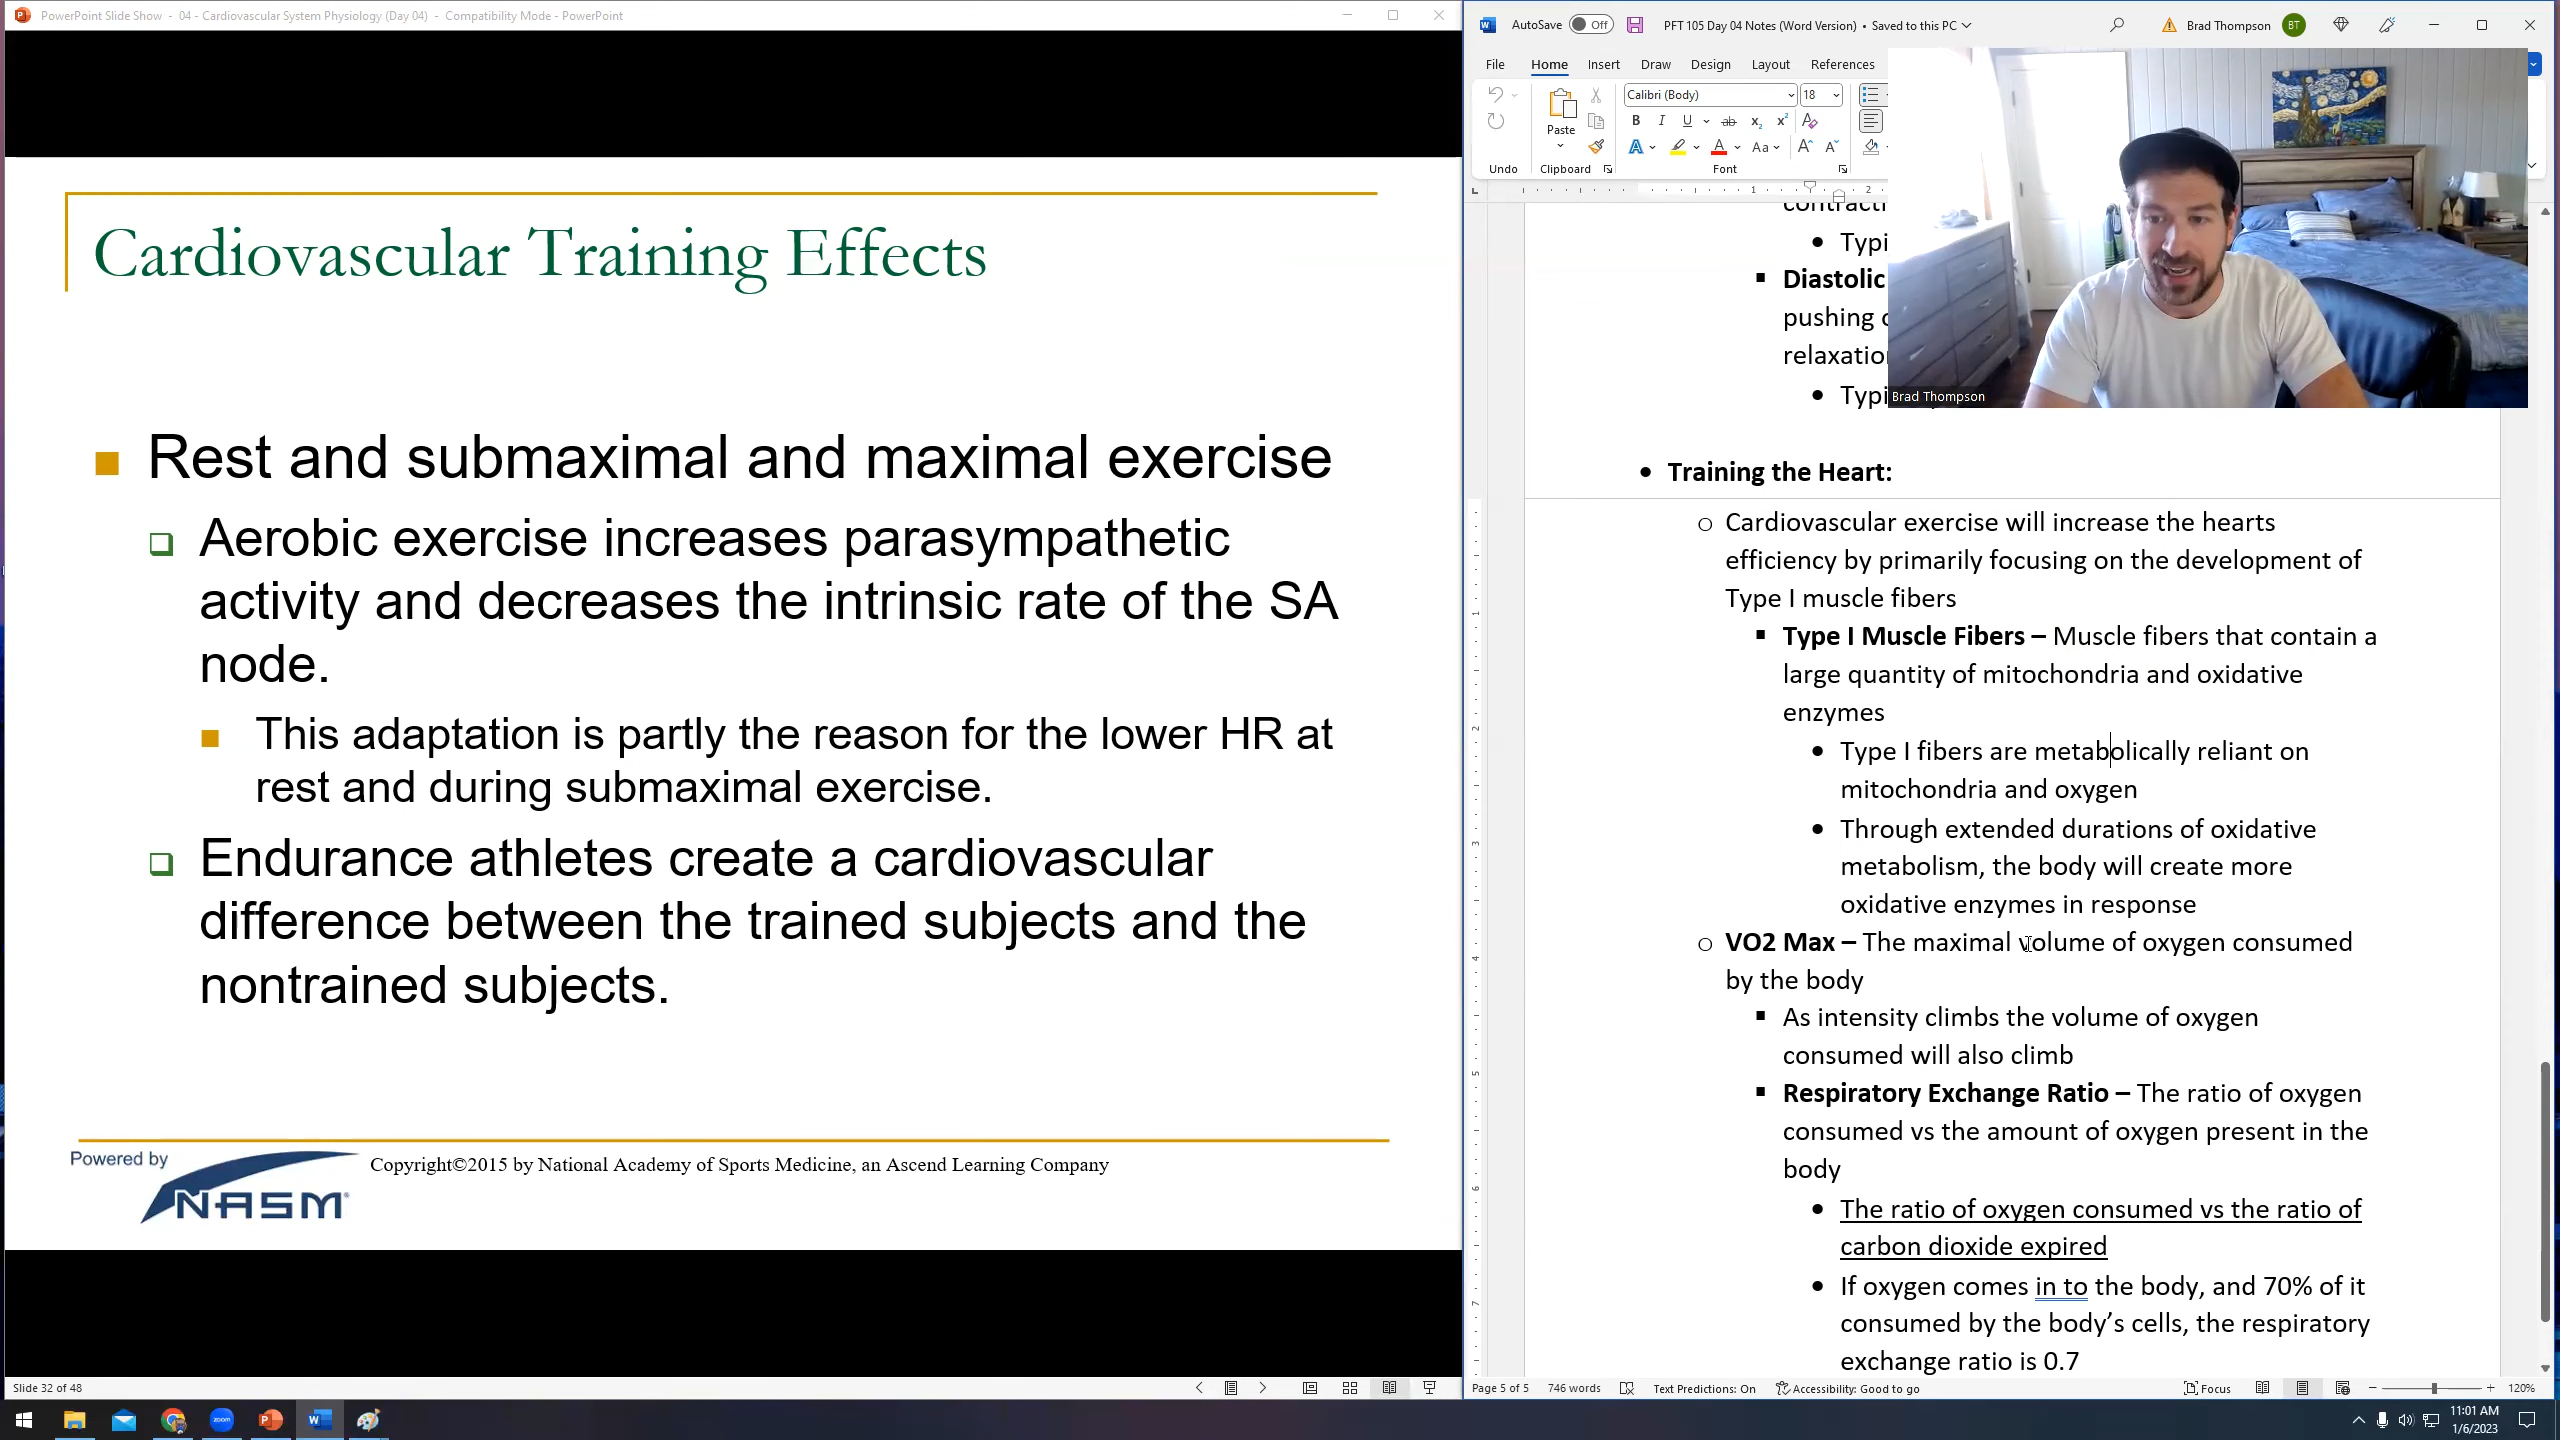 PowerPoint Slide Show - 04 - Cardiovascular System Physiology (Day 04) - Compatibility Mode - PowerPoint
Cardiovascular Training Effects
Rest and submaximal and maximal exercise
Aerobic exercise increases parasympathetic
activity and decreases the intrinsic rate of the SA
node.
This adaptation is partly the reason for the lower HR at
rest and during submaximal exercise.
Endurance athletes create a cardiovascular
difference between the trained subjects and the
nontrained subjects.
Powered by
NASM
Copyright©2015 by National Academy of Sports Medicine, an Ascend Learning Company
Slide 32 of 48
AutoSave Off PFT 105 Day 04 Notes (Word Version) • Saved to this PC Brad Thompson BT
File Home Insert Draw Design Layout References
Calibri (Body) 18
Paste
B I U ab x₂ x² A
A A Aa A A
Undo Clipboard Font
1 2
Typi
Diastolic
pushing
relaxation
Typi
Brad Thompson
Training the Heart:
Cardiovascular exercise will increase the hearts
efficiency by primarily focusing on the development of
Type I muscle fibers
Type I Muscle Fibers – Muscle fibers that contain a
large quantity of mitochondria and oxidative
enzymes
Type I fibers are metabolically reliant on
mitochondria and oxygen
Through extended durations of oxidative
metabolism, the body will create more
oxidative enzymes in response
VO2 Max – The maximal volume of oxygen consumed
by the body
As intensity climbs the volume of oxygen
consumed will also climb
Respiratory Exchange Ratio – The ratio of oxygen
consumed vs the amount of oxygen present in the
body
The ratio of oxygen consumed vs the ratio of
carbon dioxide expired
If oxygen comes in to the body, and 70% of it
consumed by the body's cells, the respiratory
exchange ratio is 0.7
Page 5 of 5 746 words Text Predictions: On Accessibility: Good to go Focus 120%
zoom
11:01 AM
1/6/2023